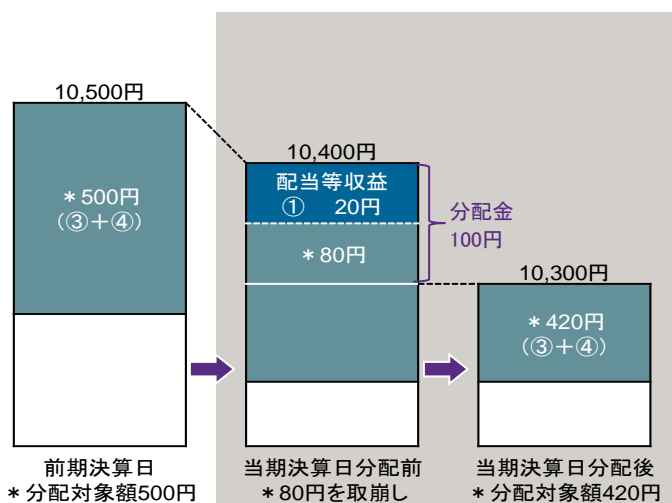 10,500円
＊500円
（③＋④）
10,400円
配当等収益
①　20円
＊80円
分配金
100円
10,300円
＊420円
（③＋④）
前期決算日
＊分配対象額500円
当期決算日分配前
＊80円を取崩し
当期決算日分配後
＊分配対象額420円